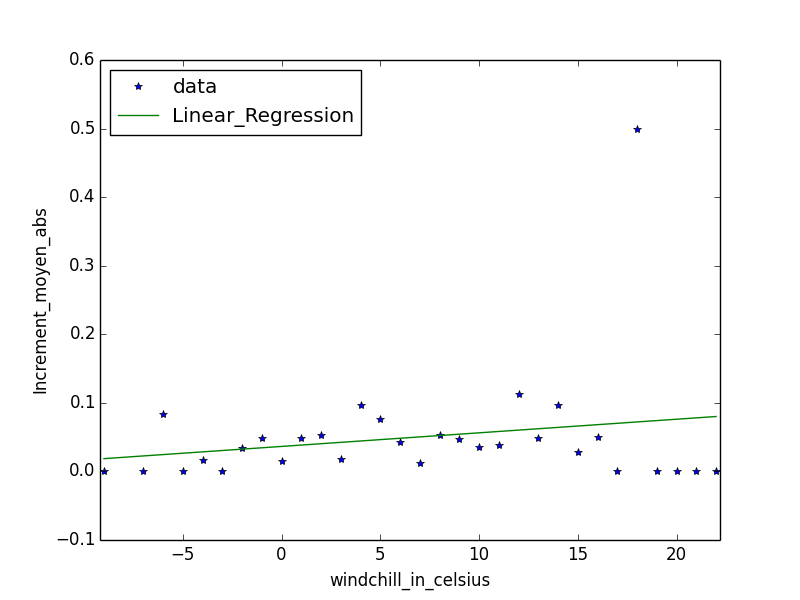 0.6
0.5
0.4
0.3
0.2
0.1
0.0
−0.1
Increment_moyen_abs
data
Linear_Regression
−5 0 5 10 15 20
windchill_in_celsius